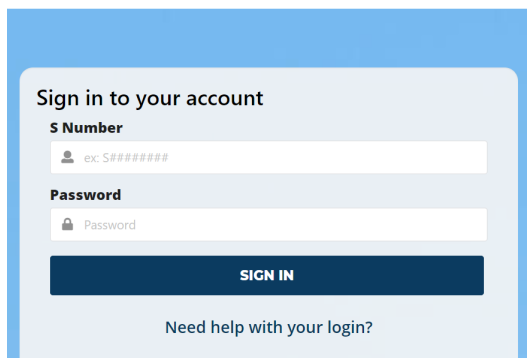 Sign in to your account
S Number
ex: S########
Password
Password
SIGN IN
Need help with your login?